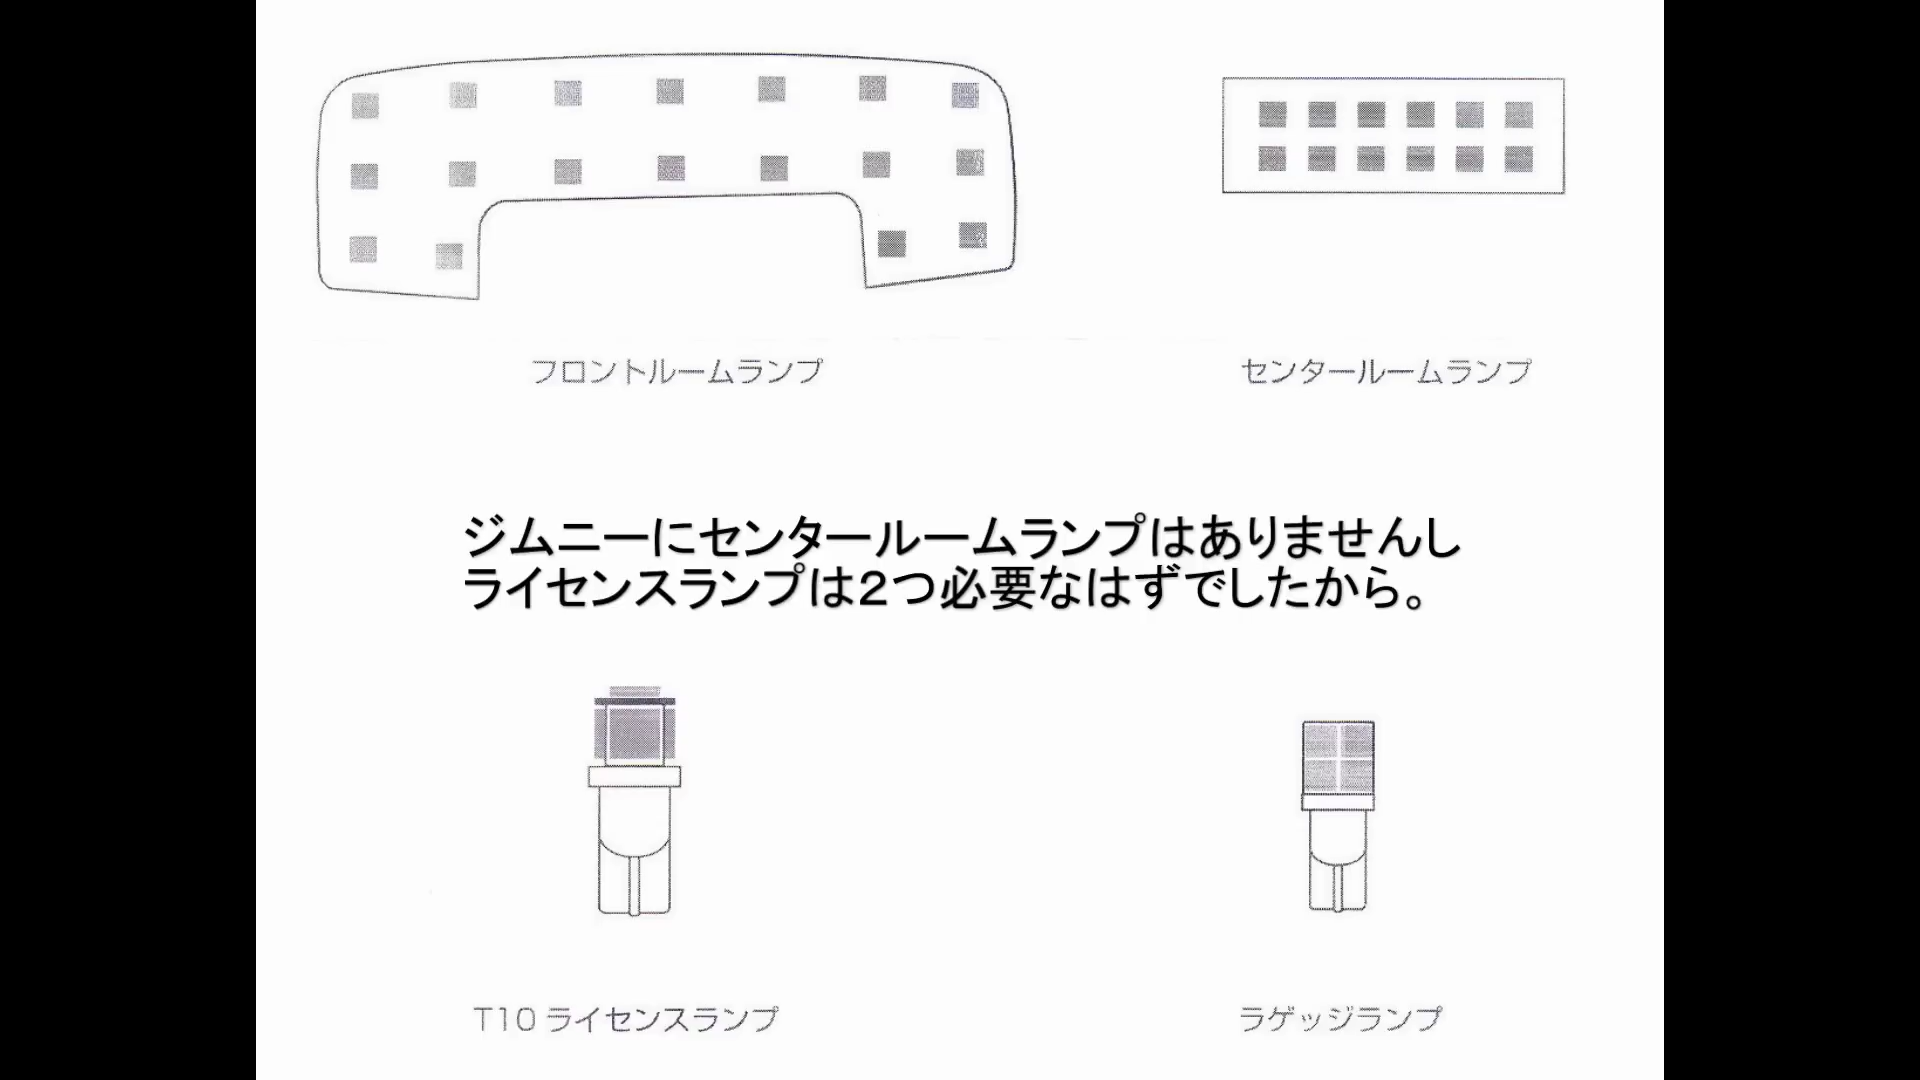 フロントルームランプ
センタールームランプ
ジムニーにセンタールームランプはありませんし
ライセンスランプは２つ必要なはずでしたから。
T10 ライセンスランプ
ラゲッジランプ